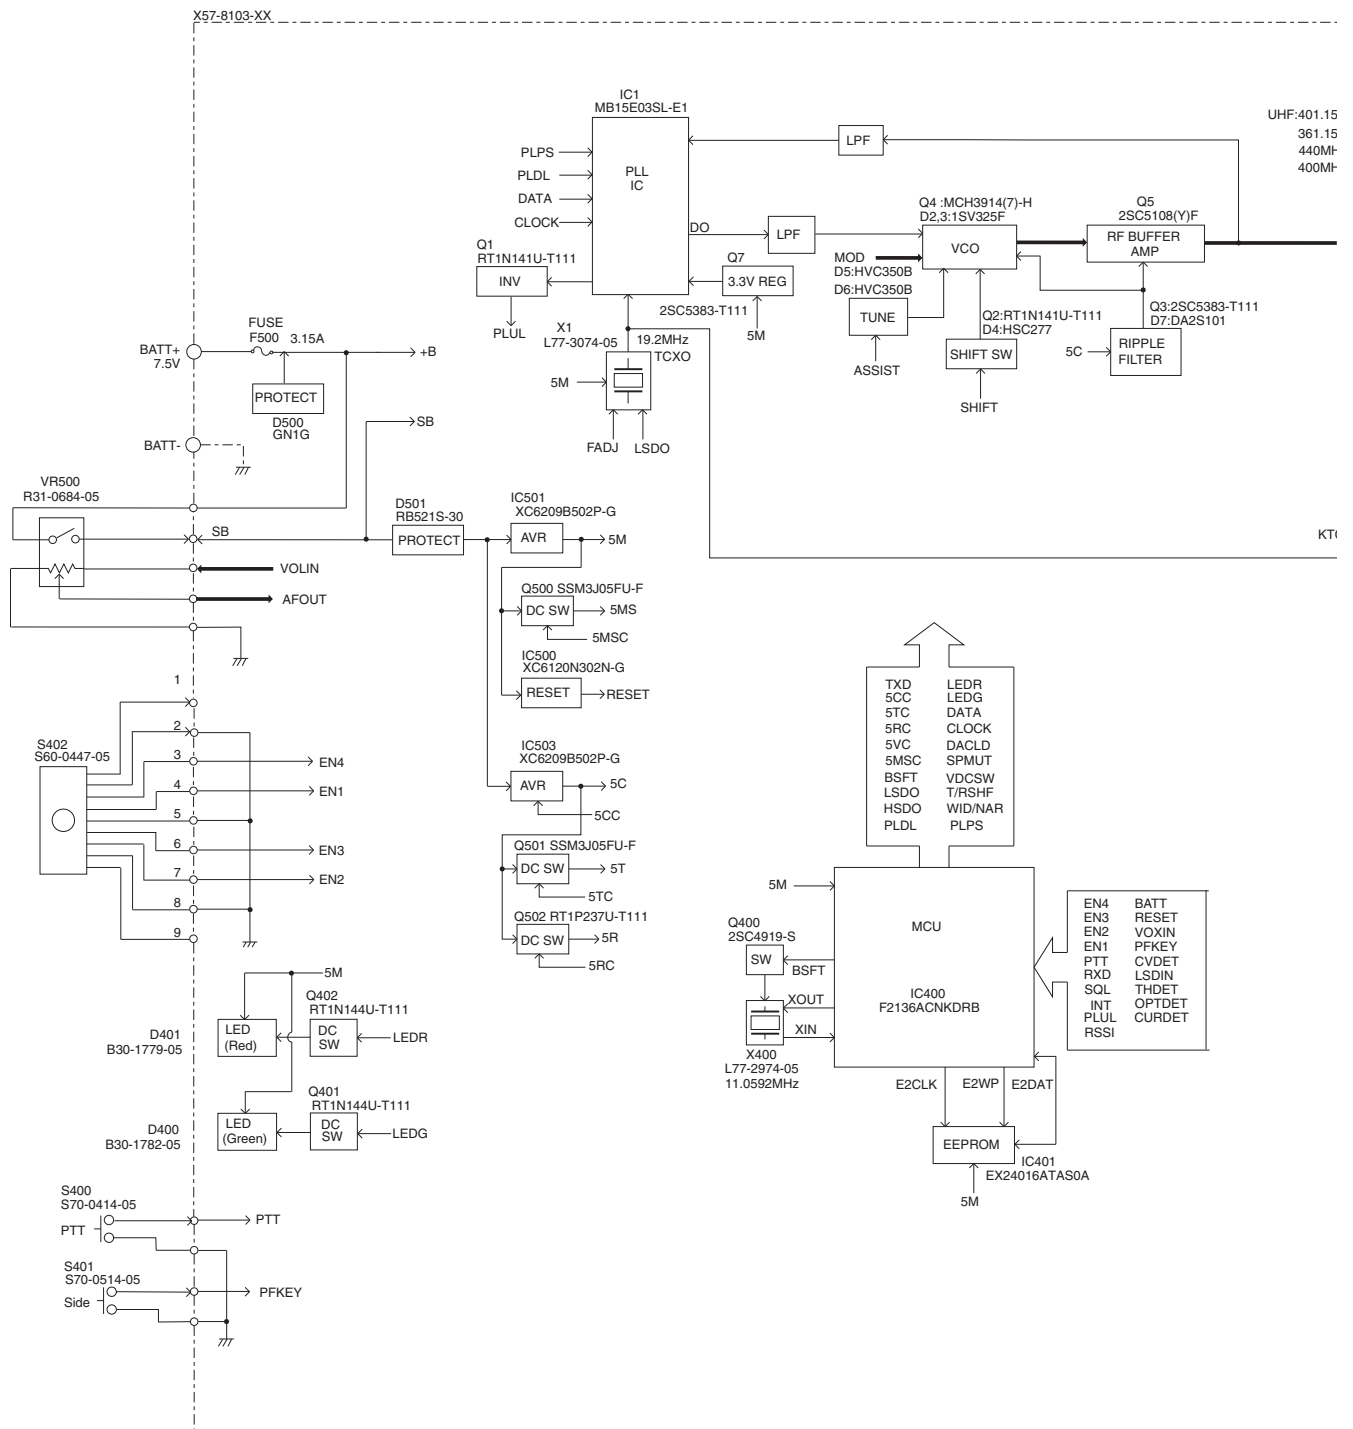 X57-8103-XX
IC1
MB15E03SL-E1
PLL
IC
PLPS
PLDL
DATA
CLOCK
DO
LPF
LPF
UHF:401.15
361.15
440MH
400MH
Q4 :MCH3914(7)-H
D2,3:1SV325F
VCO
Q5
2SC5108(Y)F
RF BUFFER
AMP
Q1
RT1N141U-T111
INV
PLUL
Q7
3.3V REG
2SC5383-T111
5M
MOD
D5:HVC350B
D6:HVC350B
TUNE
ASSIST
Q2:RT1N141U-T111
D4:HSC277
SHIFT SW
SHIFT
Q3:2SC5383-T111
D7:DA2S101
5C
RIPPLE
FILTER
X1
L77-3074-05
19.2MHz
TCXO
5M
FADJ
LSDO
FUSE
F500
3.15A
BATT+
7.5V
+B
PROTECT
D500
GN1G
SB
BATT-
VR500
R31-0684-05
SB
D501
RB521S-30
PROTECT
IC501
XC6209B502P-G
AVR
5M
KT
VOLIN
AFOUT
Q500 SSM3J05FU-F
DC SW
5MS
5MSC
IC500
XC6120N302N-G
RESET
RESET
S402
S60-0447-05
1
2
3
EN4
4
EN1
5
6
EN3
7
EN2
8
9
IC503
XC6209B502P-G
AVR
5C
5CC
Q501 SSM3J05FU-F
DC SW
5T
5TC
Q502 RT1P237U-T111
DC SW
5R
5RC
TXD LEDR
5CC LEDG
5TC DATA
5RC CLOCK
5VC DACLD
5MSC SPMUT
BSFT VDCSW
LSDO T/RSHF
HSDO WID/NAR
PLDL PLPS
5M
MCU
IC400
F2136ACNKDRB
EN4 BATT
EN3 RESET
EN2 VOXIN
EN1 PFKEY
PTT CVDET
RXD LSDIN
SQL THDET
INT OPTDET
PLUL CURDET
RSSI
Q400
2SC4919-S
SW
BSFT
XOUT
XIN
X400
L77-2974-05
11.0592MHz
E2CLK
E2WP
E2DAT
EEPROM
IC401
EX24016ATAS0A
5M
5M
Q402
RT1N144U-T111
D401
B30-1779-05
LED
(Red)
DC
SW
LEDR
Q401
RT1N144U-T111
D400
B30-1782-05
LED
(Green)
DC
SW
LEDG
S400
S70-0414-05
PTT
PTT
S401
S70-0514-05
Side
PFKEY